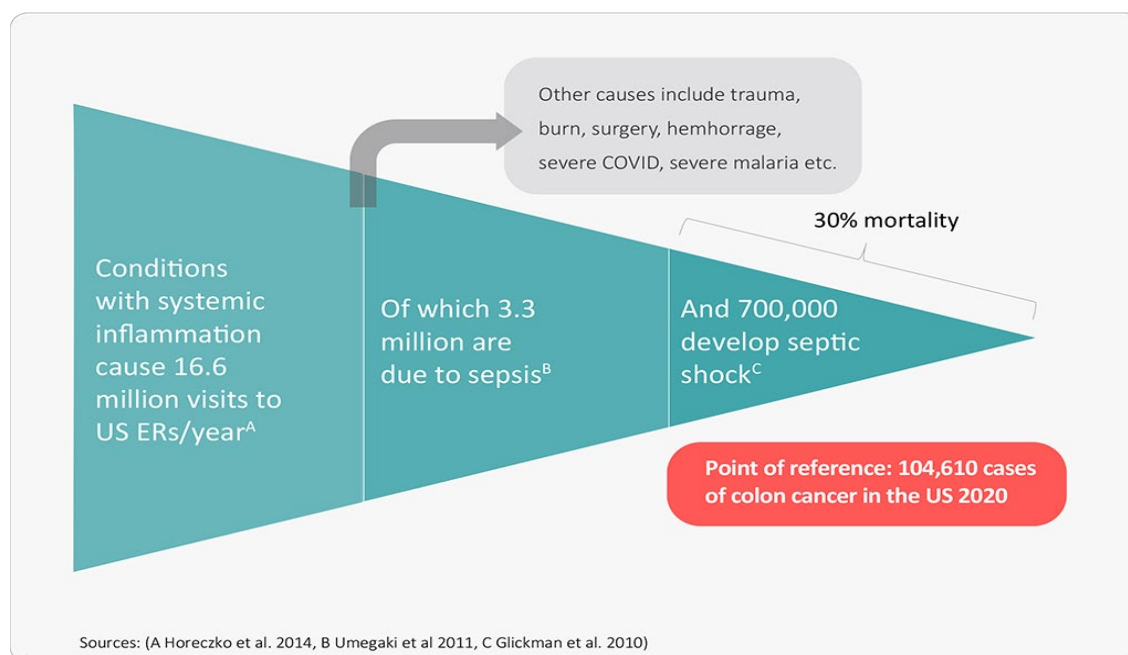 Other causes include trauma,
burn, surgery, hemhorrage,
severe COVID, severe malaria etc.
30% mortality
Conditions
with systemic
inflammation
cause 16.6
million visits to
US ERs/year^A
Of which 3.3
million are
due to sepsis^B
And 700,000
develop septic
shock^C
Point of reference: 104,610 cases
of colon cancer in the US 2020
Sources: (A Horeczko et al. 2014, B Umegaki et al 2011, C Glickman et al. 2010)